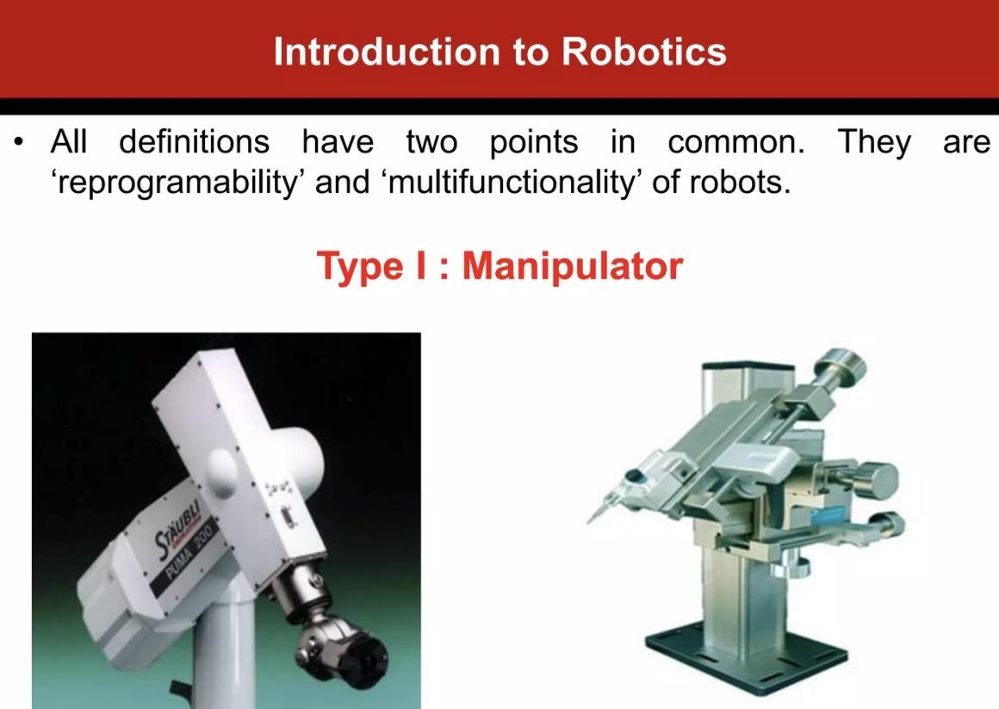 Introduction to Robotics
• All definitions have two points in common. They are
‘reprogramability’ and ‘multifunctionality’ of robots.
Type I : Manipulator
STÄUBLI
PUMA 200